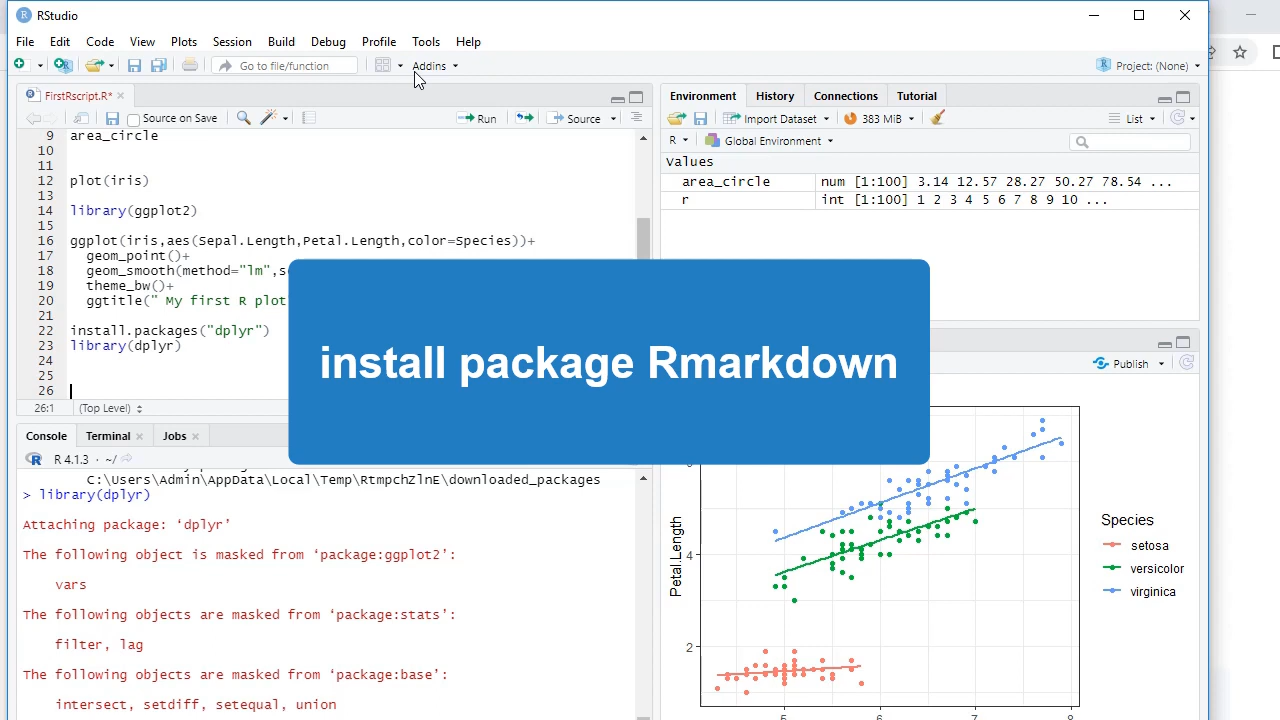 RStudio
File Edit Code View Plots Session Build Debug Profile Tools Help
Go to file/function Addins Project: (None)
FirstRscript.R*
Source on Save Run Source
9 area_circle
10
11
12 plot(iris)
13
14 library(ggplot2)
15
16 ggplot(iris,aes(Sepal.Length,Petal.Length,color=Species))+
17 geom_point()+
18 geom_smooth(method="lm",s
19 theme_bw()+
20 ggtitle(" My first R plot
21
22 install.packages("dplyr")
23 library(dplyr)
24
25
26
26:1 (Top Level)
Console Terminal Jobs
R 4.1.3 · ~/
C:\Users\Admin\AppData\Local\Temp\RtmpchZlnE\downloaded_packages
> library(dplyr)
Attaching package: ‘dplyr’
The following object is masked from ‘package:ggplot2’:
vars
The following objects are masked from ‘package:stats’:
filter, lag
The following objects are masked from ‘package:base’:
intersect, setdiff, setequal, union
install package Rmarkdown
Environment History Connections Tutorial
Import Dataset 383 MiB List
R Global Environment
Values
area_circle num [1:100] 3.14 12.57 28.27 50.27 78.54 ...
r int [1:100] 1 2 3 4 5 6 7 8 9 10 ...
Publish
Petal.Length
4
2
5 6 7 8
Species
setosa
versicolor
virginica